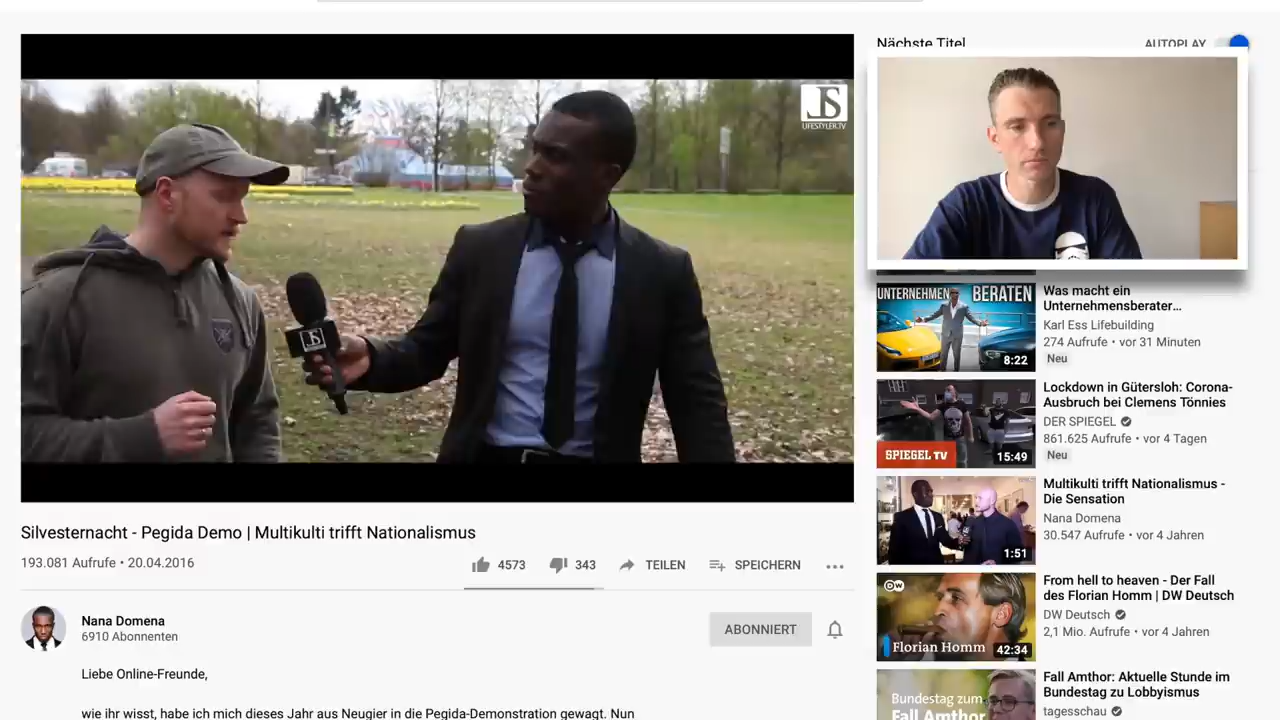 Nächste Titel
AUTOPLAY
JS
LIFESTYLER.TV
JS
Silvesternacht - Pegida Demo | Multikulti trifft Nationalismus
193.081 Aufrufe • 20.04.2016
4573
343
TEILEN
SPEICHERN
Nana Domena
6910 Abonnenten
ABONNIERT
Liebe Online-Freunde,
wie ihr wisst, habe ich mich dieses Jahr aus Neugier in die Pegida-Demonstration gewagt. Nun
UNTERNEHMEN BERATEN
8:22
Was macht ein
Unternehmensberater…
Karl Ess Lifebuilding
274 Aufrufe • vor 31 Minuten
Neu
SPIEGEL TV
15:49
Lockdown in Gütersloh: Corona-
Ausbruch bei Clemens Tönnies
DER SPIEGEL
861.625 Aufrufe • vor 4 Tagen
Neu
1:51
Multikulti trifft Nationalismus -
Die Sensation
Nana Domena
30.547 Aufrufe • vor 4 Jahren
DW
Florian Homm
42:34
From hell to heaven - Der Fall
des Florian Homm | DW Deutsch
DW Deutsch
2,1 Mio. Aufrufe • vor 4 Jahren
Bundestag zum
Fall Amthor
Fall Amthor: Aktuelle Stunde im
Bundestag zu Lobbyismus
tagesschau